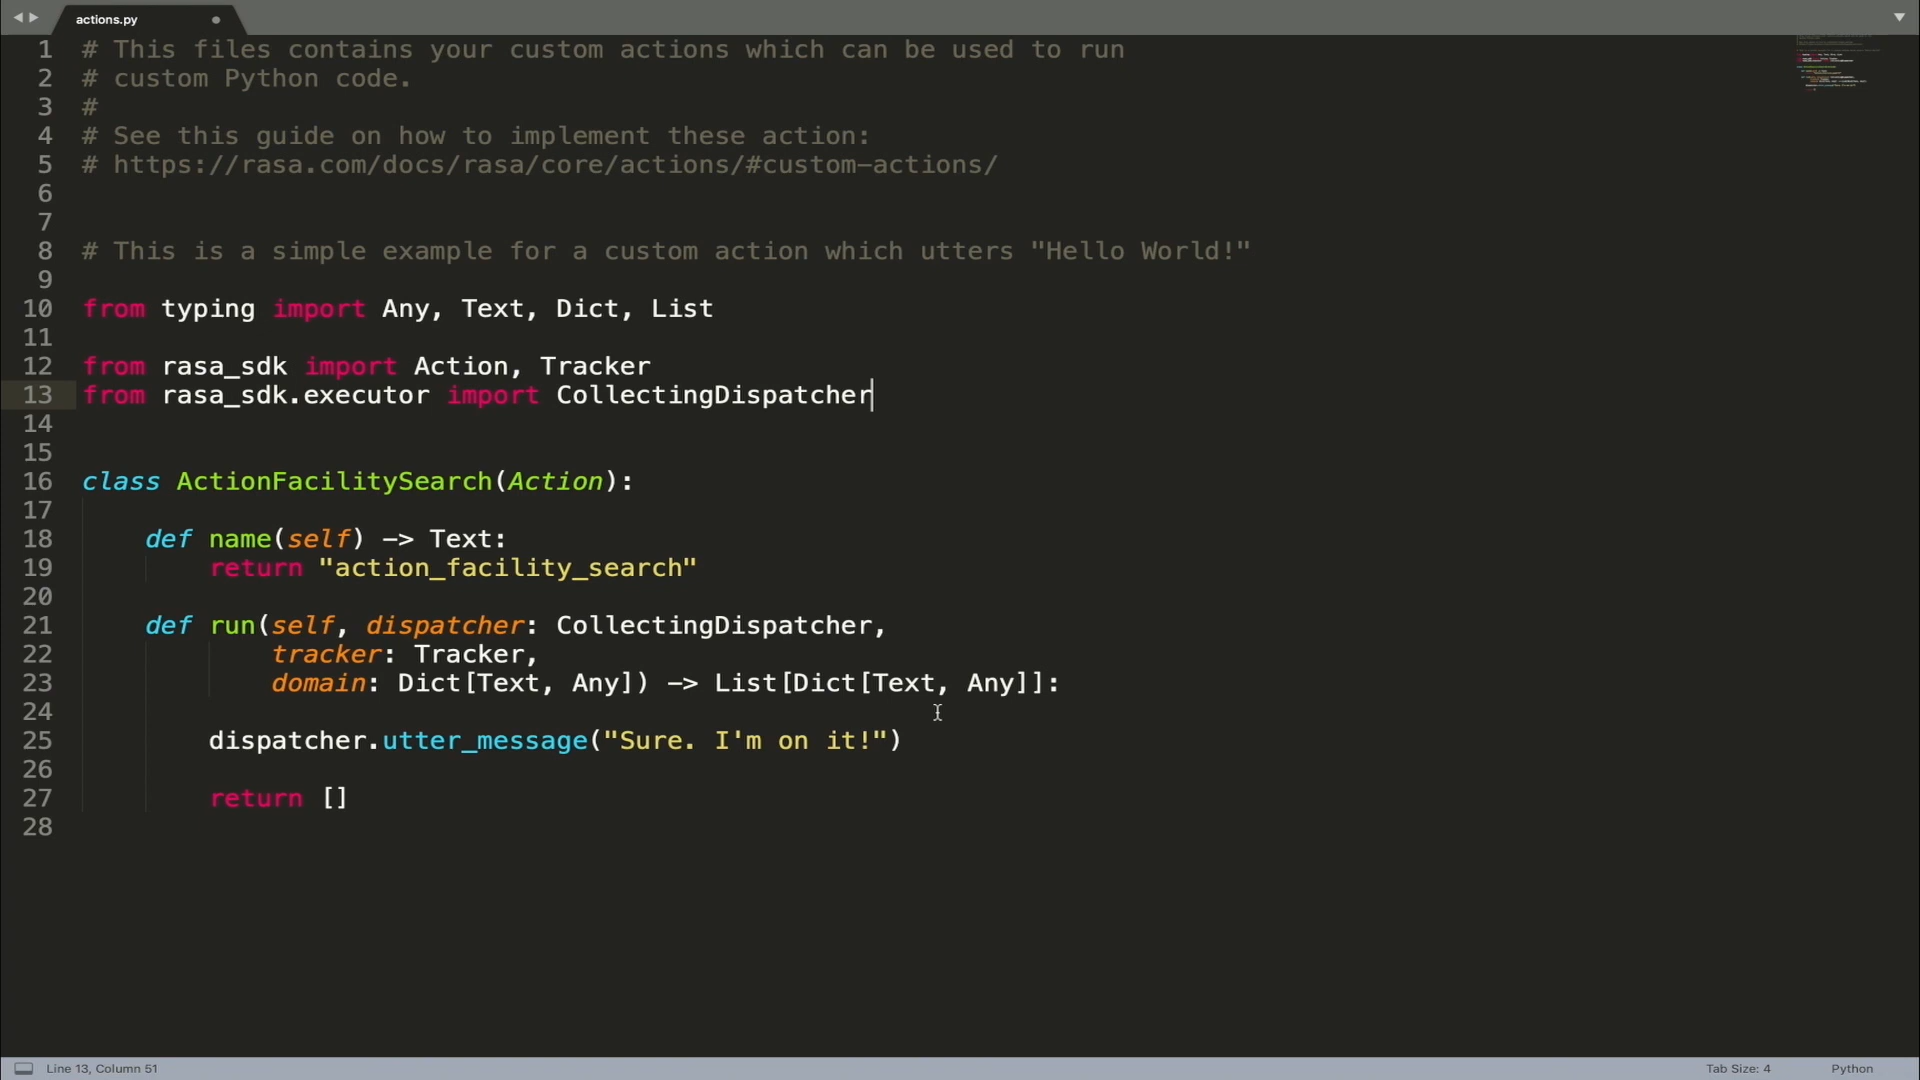 actions.py
1 # This files contains your custom actions which can be used to run
2 # custom Python code.
3 #
4 # See this guide on how to implement these action:
5 # https://rasa.com/docs/rasa/core/actions/#custom-actions/
6
7
8 # This is a simple example for a custom action which utters "Hello World!"
9
10 from typing import Any, Text, Dict, List
11
12 from rasa_sdk import Action, Tracker
13 from rasa_sdk.executor import CollectingDispatcher
14
15
16 class ActionFacilitySearch(Action):
17
18     def name(self) -> Text:
19         return "action_facility_search"
20
21     def run(self, dispatcher: CollectingDispatcher,
22             tracker: Tracker,
23             domain: Dict[Text, Any]) -> List[Dict[Text, Any]]:
24
25         dispatcher.utter_message("Sure. I'm on it!")
26
27         return []
28
Line 13, Column 51 Tab Size: 4 Python